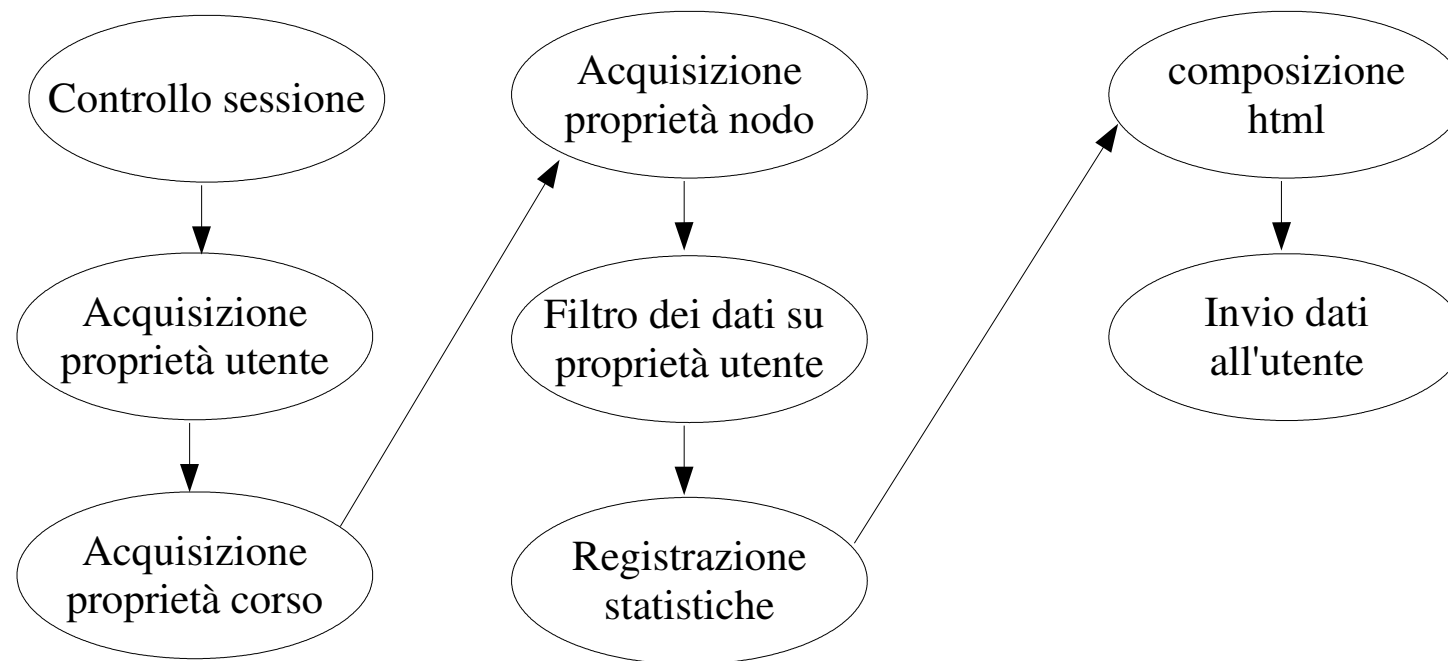 Controllo sessione
Acquisizione
proprietà utente
Acquisizione
proprietà corso
Acquisizione
proprietà nodo
Filtro dei dati su
proprietà utente
Registrazione
statistiche
composizione
html
Invio dati
all'utente